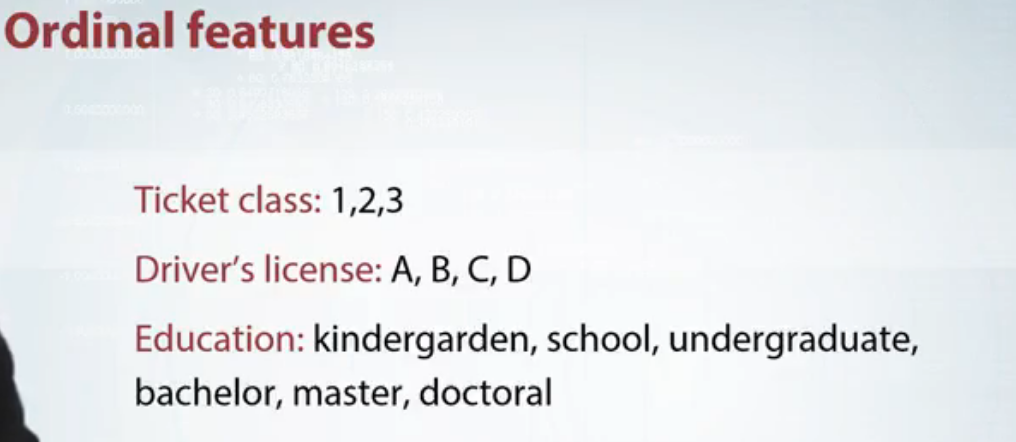 Ordinal features
Ticket class: 1,2,3
Driver's license: A, B, C, D
Education: kindergarden, school, undergraduate,
bachelor, master, doctoral